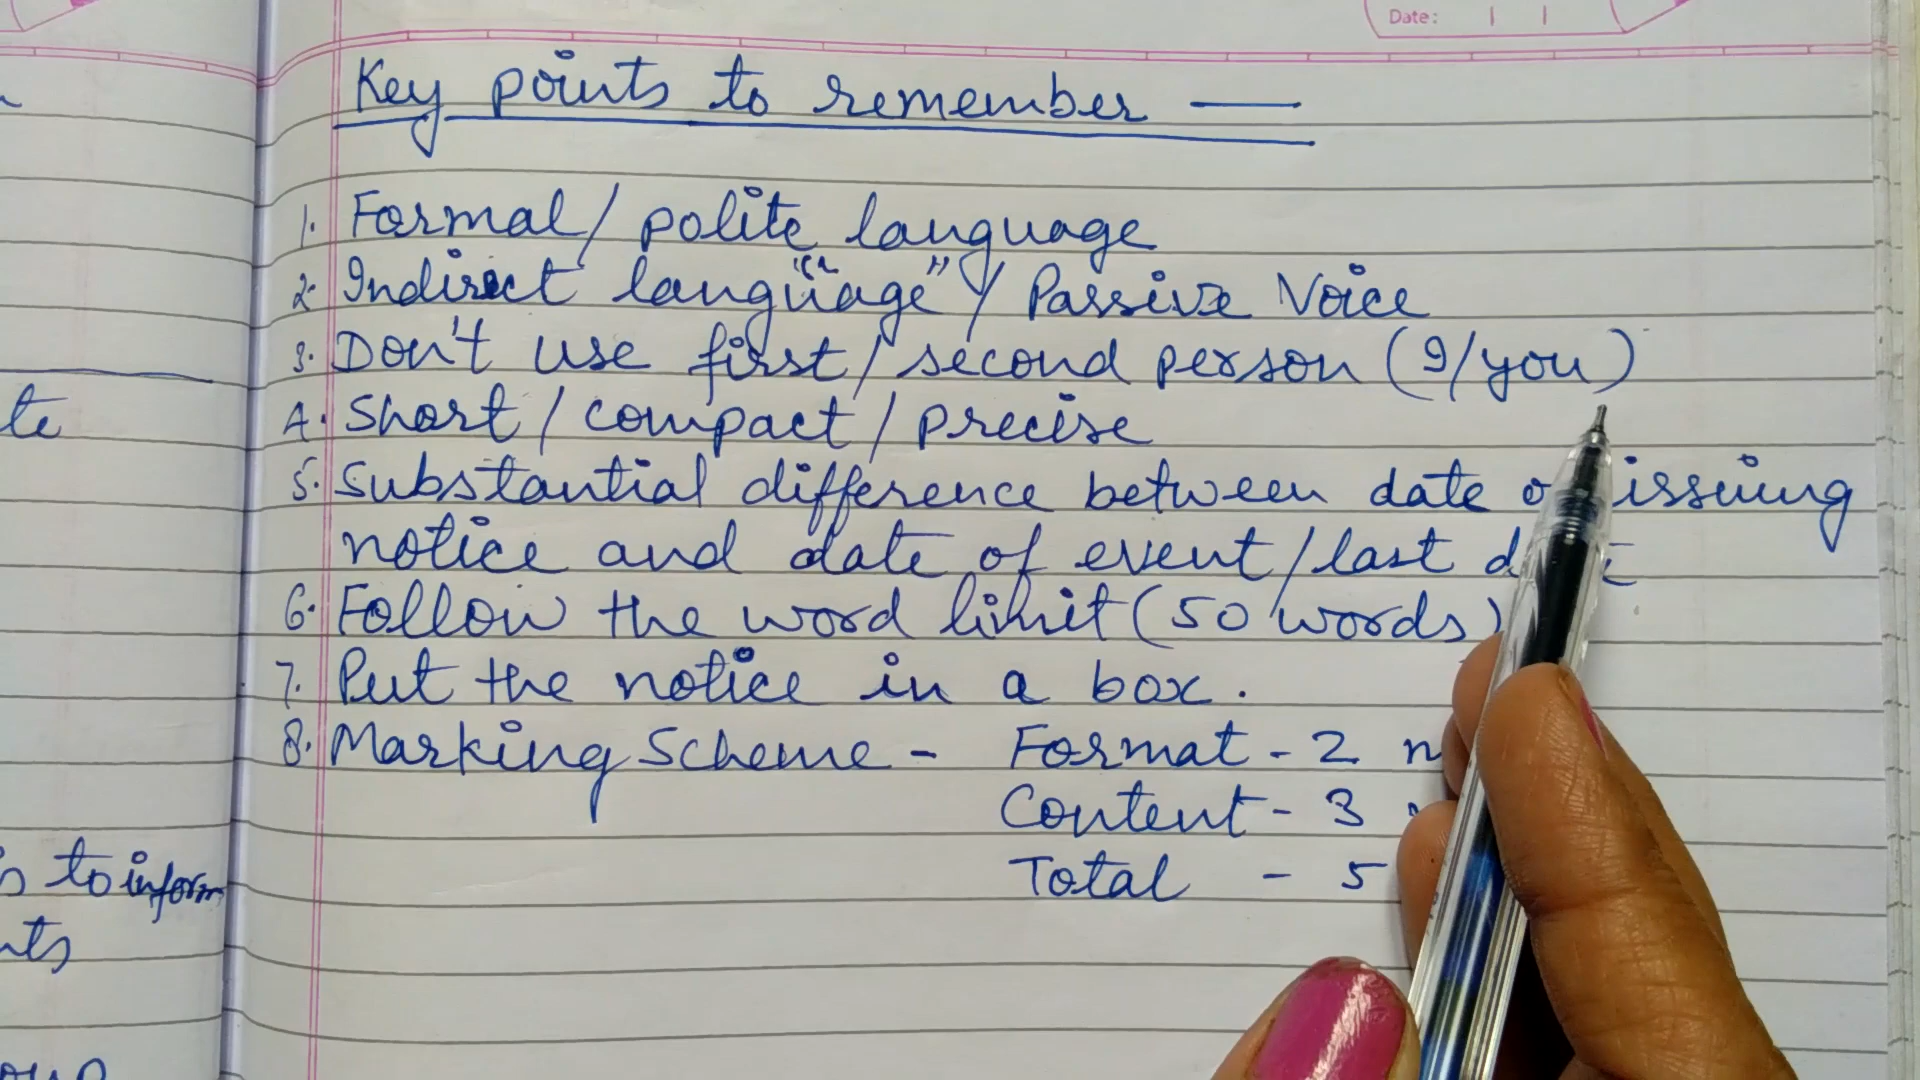 Date:
Key points to remember —
1. Formal/polite language
2. Indirect language "/ Passive Voice
3. Don't use first/second person (I/you)
4. Short/compact/precise
5. Substantial difference between date issuing
notice and date of event/last
6. Follow the word limit (50 words)
7. Put the notice in a box.
8. Marking Scheme - Format - 2
Content - 3
Total - 5
te
to inform
nts